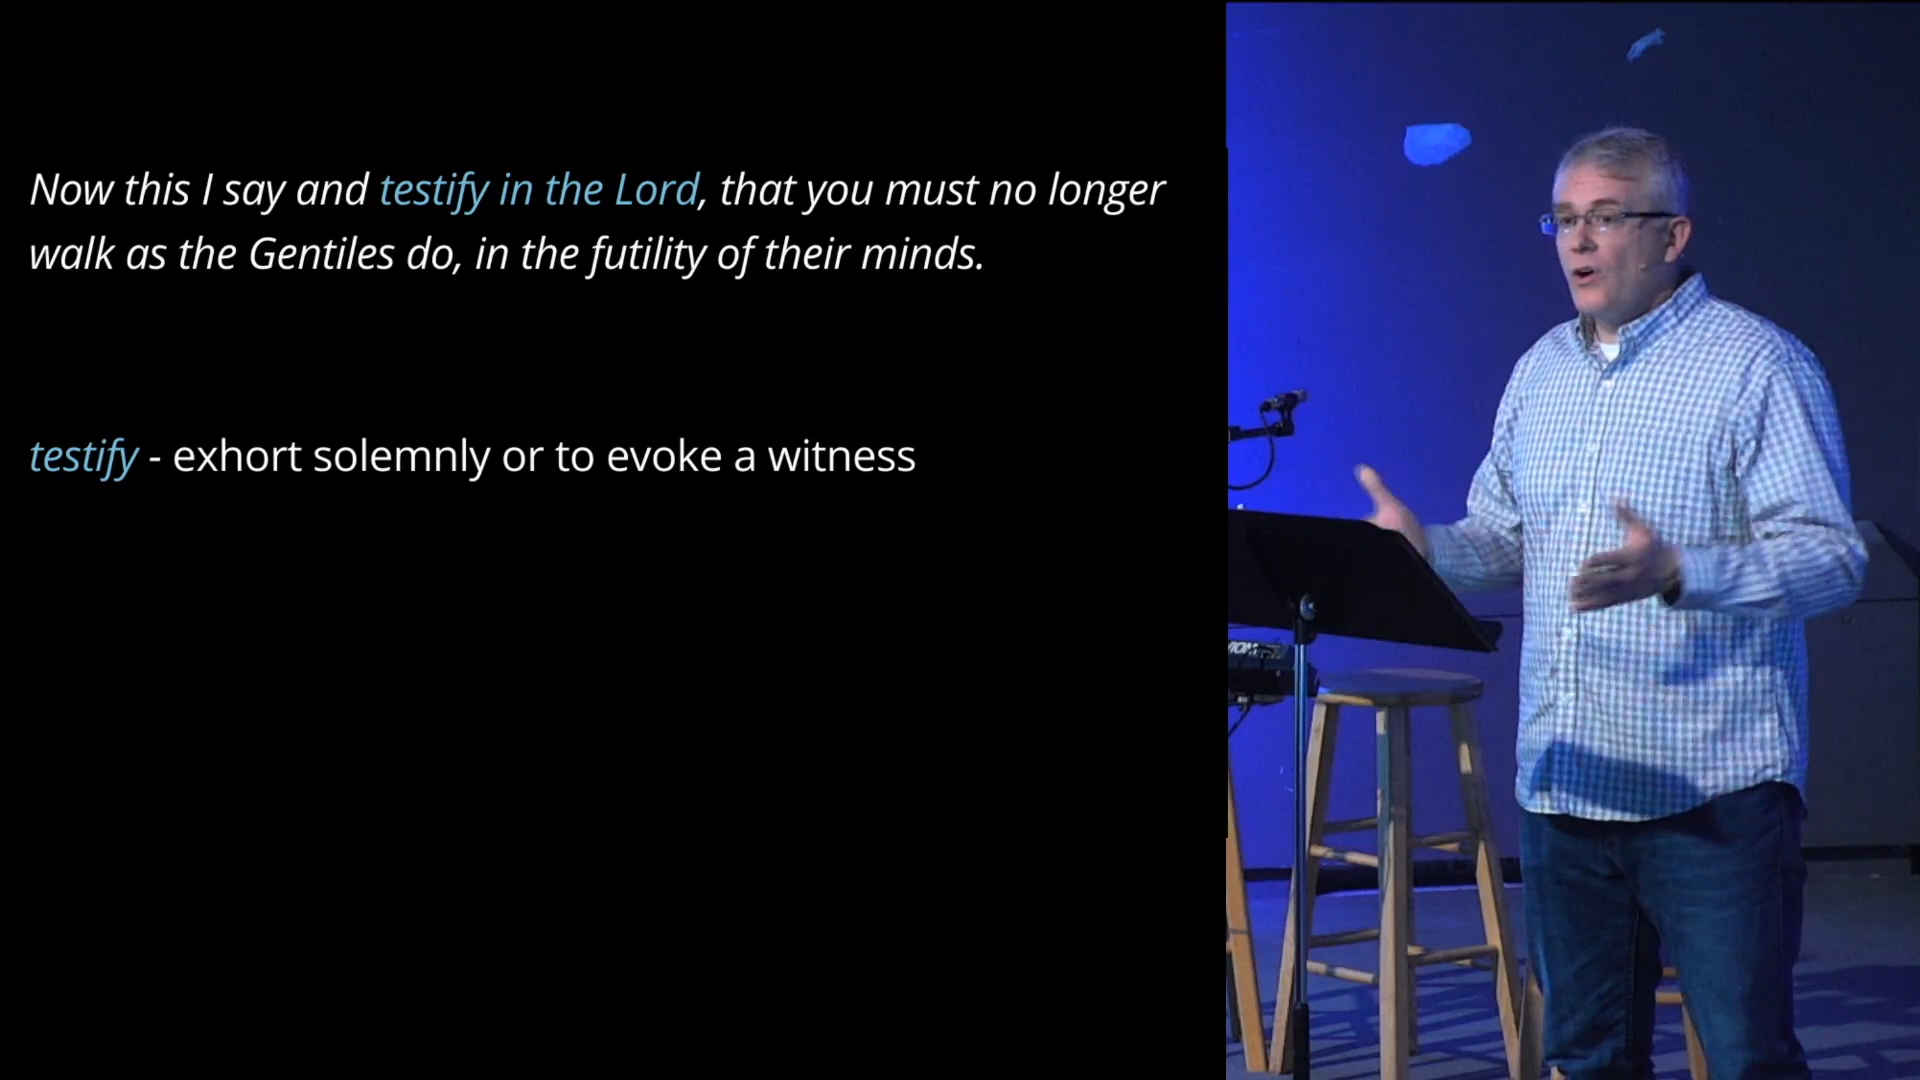 Now this I say and testify in the Lord, that you must no longer
walk as the Gentiles do, in the futility of their minds.
testify - exhort solemnly or to evoke a witness